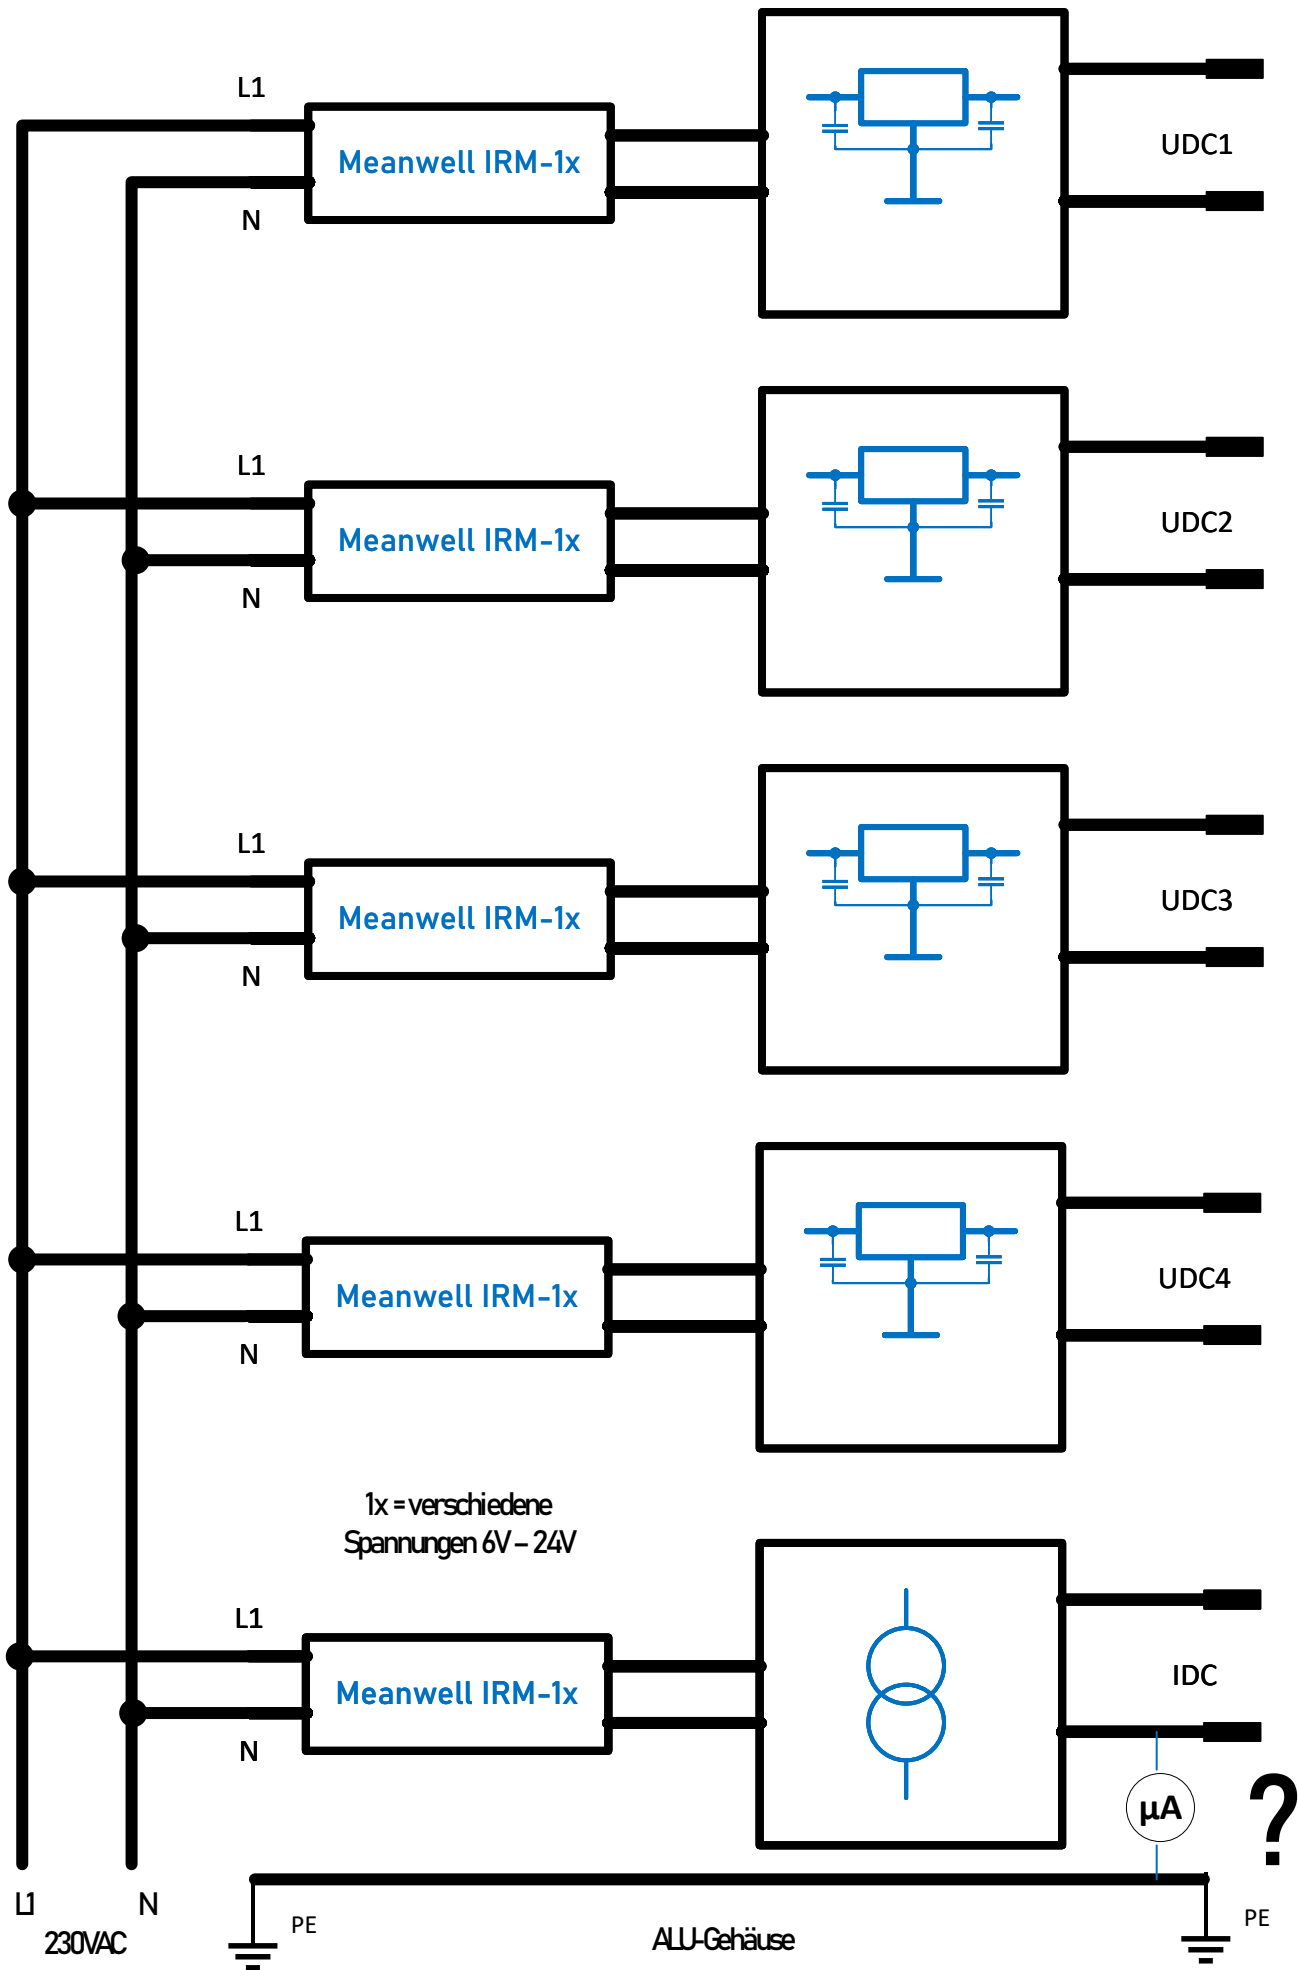 L1
Meanwell IRM-1x
N
UDC1
L1
Meanwell IRM-1x
N
UDC2
L1
Meanwell IRM-1x
N
UDC3
L1
Meanwell IRM-1x
N
UDC4
1x = verschiedene
Spannungen 6V – 24V
L1
Meanwell IRM-1x
N
IDC
µA
?
L1
N
230VAC
PE
ALU-Gehäuse
PE